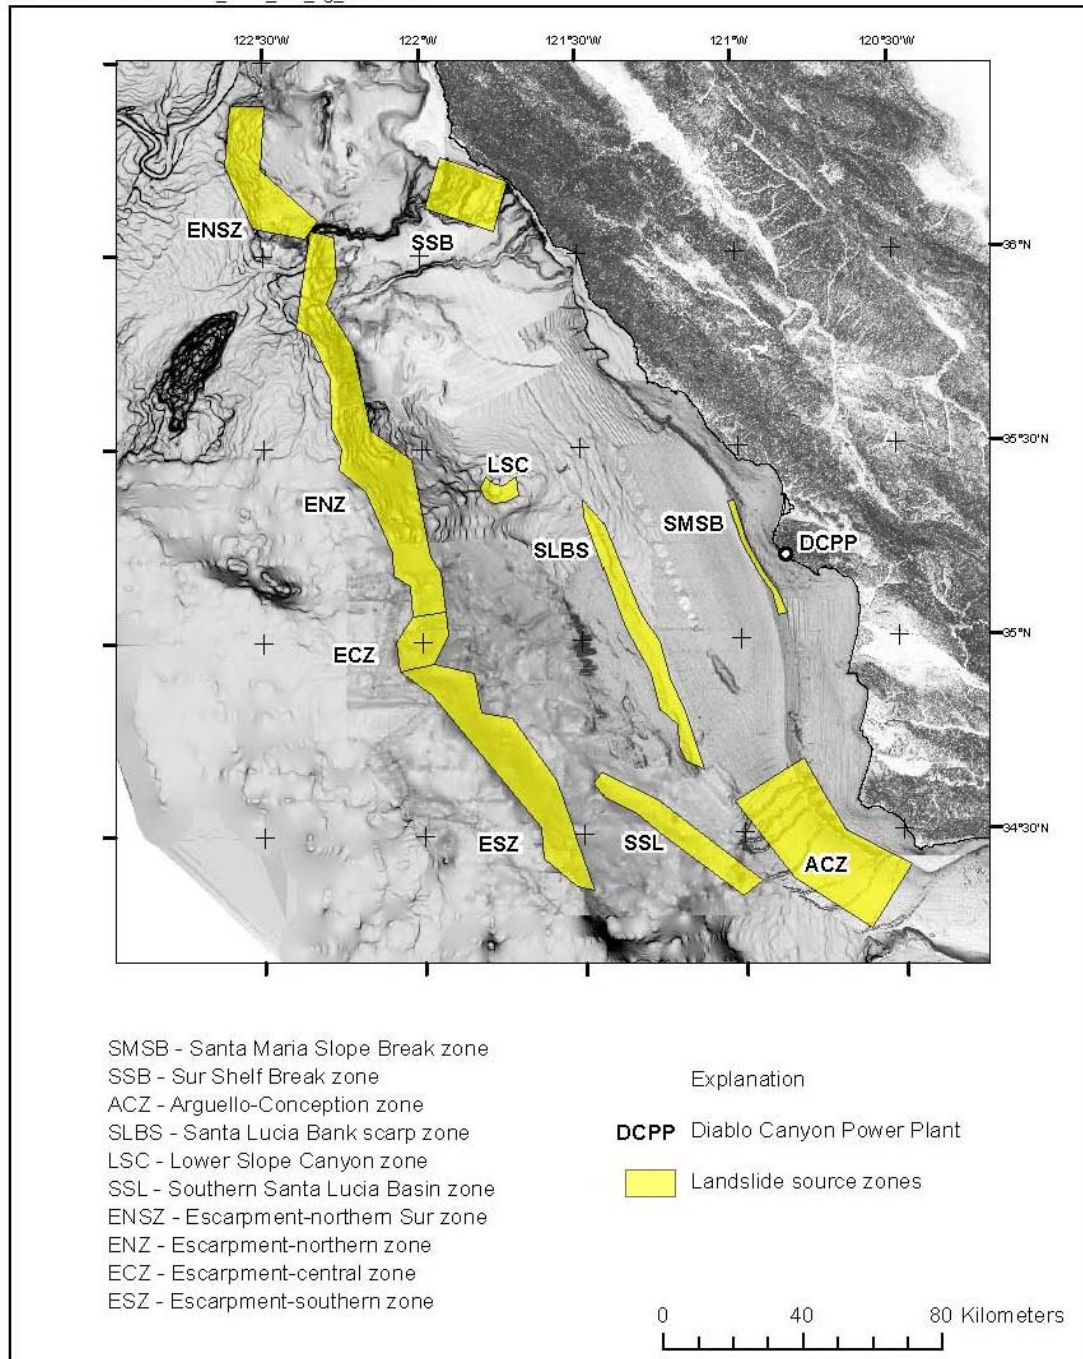 122°30'W 122°W 121°30'W 121°W 120°30'W
ENSZ
SSB
36°N
35°30'N
LSC
ENZ
SMSB
SLBS
DCPP
35°N
ECZ
34°30'N
ESZ
SSL
ACZ
SMSB - Santa Maria Slope Break zone
SSB - Sur Shelf Break zone
ACZ - Arguello-Conception zone
SLBS - Santa Lucia Bank scarp zone
LSC - Lower Slope Canyon zone
SSL - Southern Santa Lucia Basin zone
ENSZ - Escarpment-northern Sur zone
ENZ - Escarpment-northern zone
ECZ - Escarpment-central zone
ESZ - Escarpment-southern zone
Explanation
DCPP Diablo Canyon Power Plant
Landslide source zones
0 40 80 Kilometers